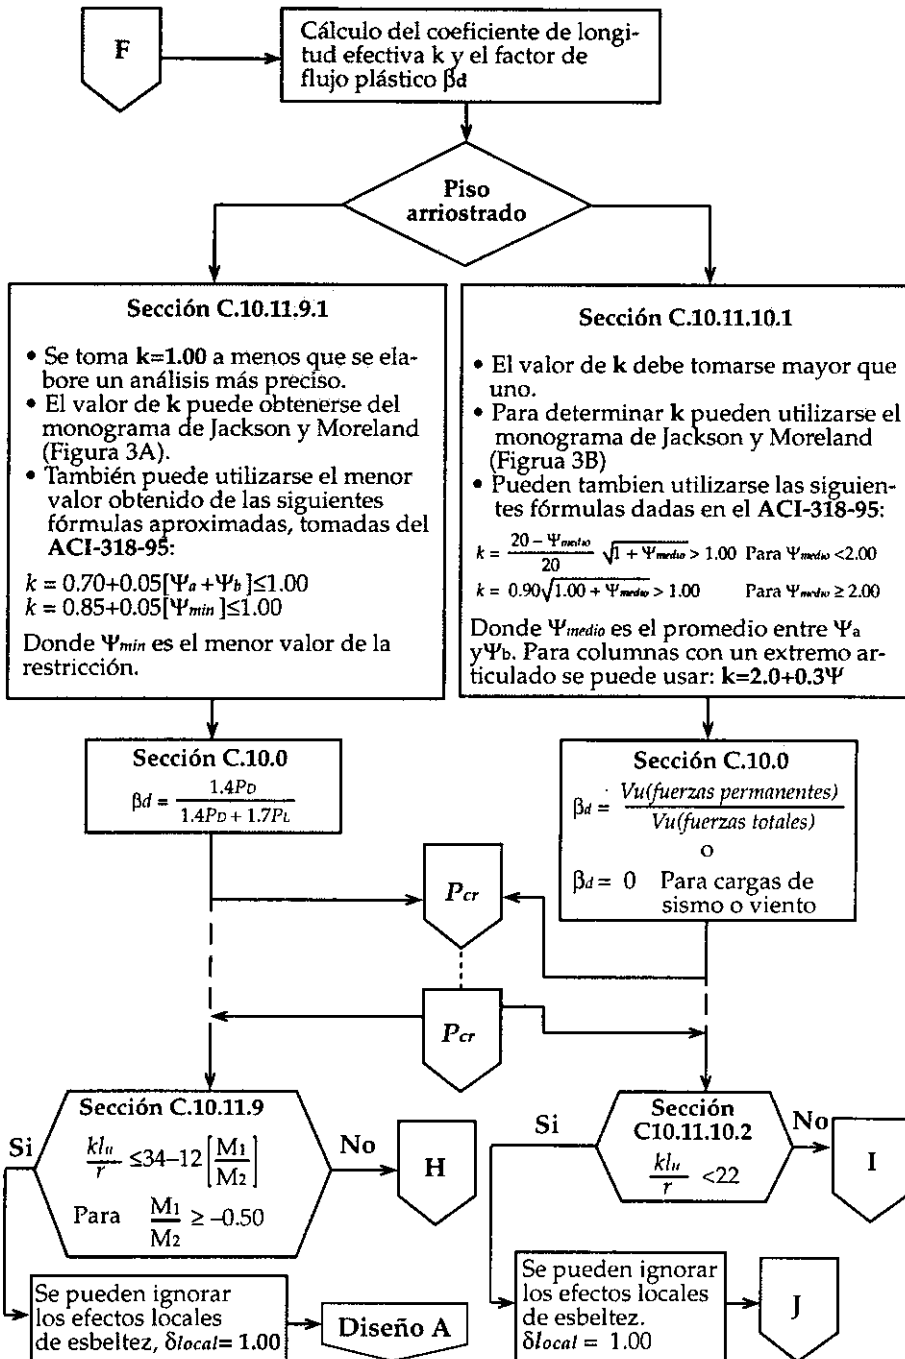 F
Cálculo del coeficiente de longi-
tud efectiva k y el factor de
flujo plástico βd
Piso
arriostrado
Sección C.10.11.9.1
• Se toma k=1.00 a menos que se ela-
bore un análisis más preciso.
• El valor de k puede obtenerse del
monograma de Jackson y Moreland
(Figura 3A).
• También puede utilizarse el menor
valor obtenido de las siguientes
fórmulas aproximadas, tomadas del
ACI-318-95:
k = 0.70+0.05[Ψa+Ψb]≤1.00
k = 0.85+0.05[Ψmin]≤1.00
Donde Ψmin es el menor valor de la
restricción.
Sección C.10.11.10.1
• El valor de k debe tomarse mayor que
uno.
• Para determinar k pueden utilizarse el
monograma de Jackson y Moreland
(Figrua 3B)
• Pueden tambien utilizarse las siguien-
tes fórmulas dadas en el ACI-318-95:
k = (20 – Ψmedio)/20 √(1 + Ψmedio) > 1.00 Para Ψmedio <2.00
k = 0.90√(1.00 + Ψmedio) > 1.00 Para Ψmedio ≥ 2.00
Donde Ψmedio es el promedio entre Ψa
yΨb. Para columnas con un extremo ar-
ticulado se puede usar: k=2.0+0.3Ψ
Sección C.10.0
βd = 1.4PD / (1.4PD + 1.7PL)
Sección C.10.0
βd = Vu(fuerzas permanentes) / Vu(fuerzas totales)
o
βd = 0 Para cargas de
sismo o viento
Pcr
Pcr
Sección C.10.11.9
klu/r ≤34–12 [M1/M2]
Para M1/M2 ≥ –0.50
Si
No
H
Sección
C10.11.10.2
klu/r <22
Si
No
I
Se pueden ignorar
los efectos locales
de esbeltez, δlocal= 1.00
Diseño A
Se pueden ignorar
los efectos locales
de esbeltez.
δlocal = 1.00
J